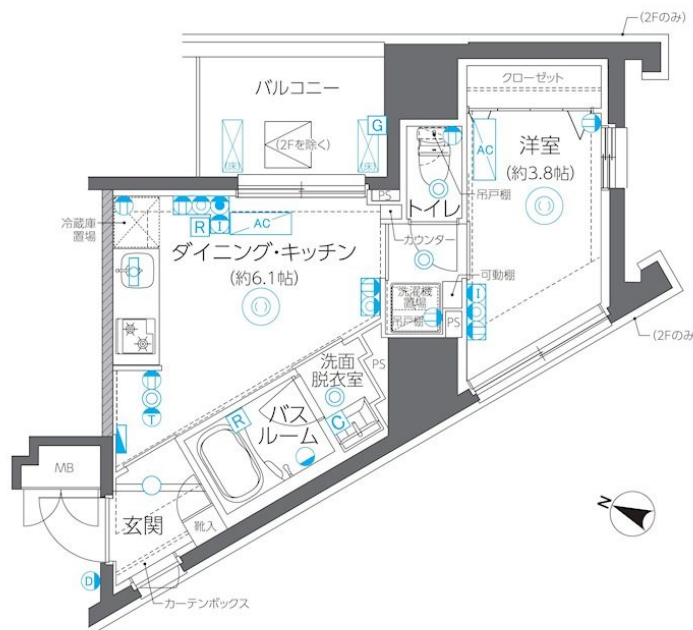 (2Fのみ)
クローゼット
バルコニー
G
(2Fを除く)
(床)
(床)
AC
洋室
(約3.8帖)
吊戸棚
トイレ
PS
冷蔵庫
置場
R
I
AC
カウンター
ダイニング・キッチン
(約6.1帖)
可動棚
洗濯機
置場
吊戸棚
I
PS
(2Fのみ)
洗面
脱衣室
PS
T
R
バス
ルーム
C
MB
玄関
靴入
N
D
カーテンボックス